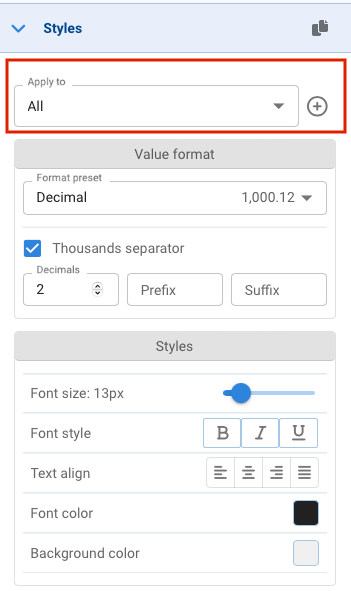 Styles
Apply to
All
Value format
Format preset
Decimal 1,000.12
Thousands separator
Decimals
2 Prefix Suffix
Styles
Font size: 13px
Font style B I U
Text align
Font color
Background color